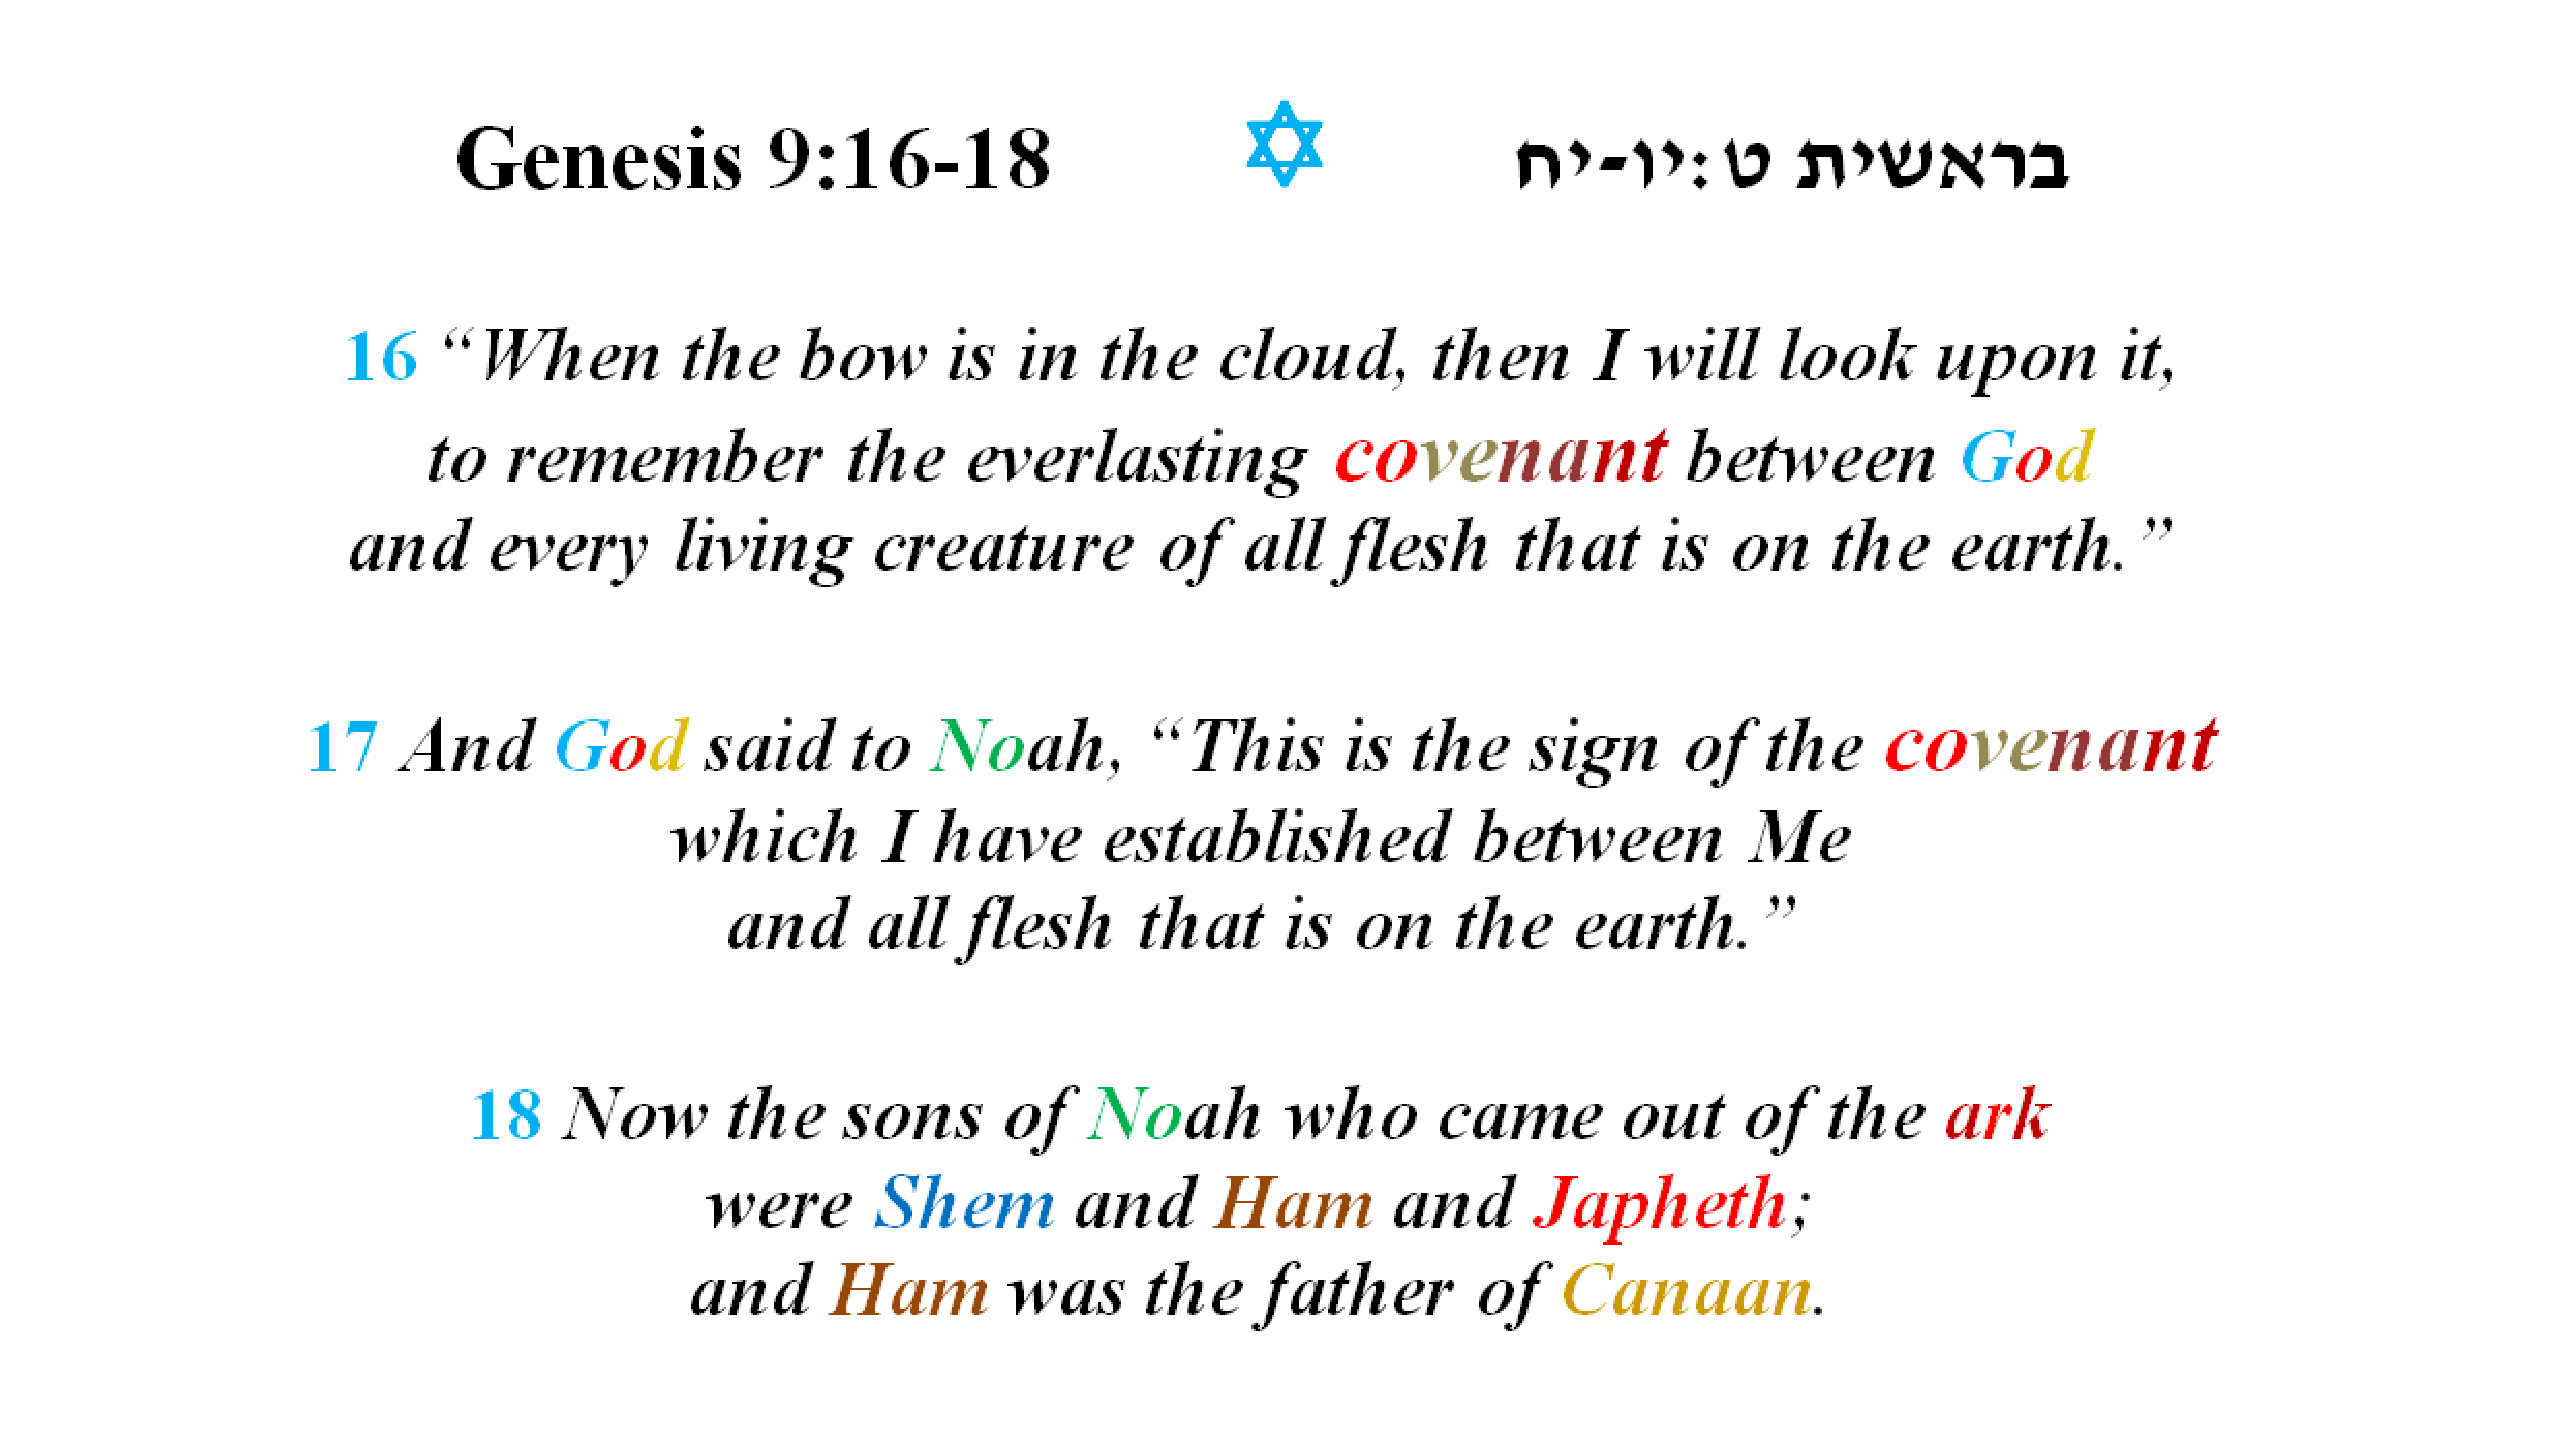 Genesis 9:16-18 ✡ בראשית ט:יו-יח
16 “When the bow is in the cloud, then I will look upon it,
to remember the everlasting covenant between God
and every living creature of all flesh that is on the earth.”
17 And God said to Noah, “This is the sign of the covenant
which I have established between Me
and all flesh that is on the earth.”
18 Now the sons of Noah who came out of the ark
were Shem and Ham and Japheth;
and Ham was the father of Canaan.